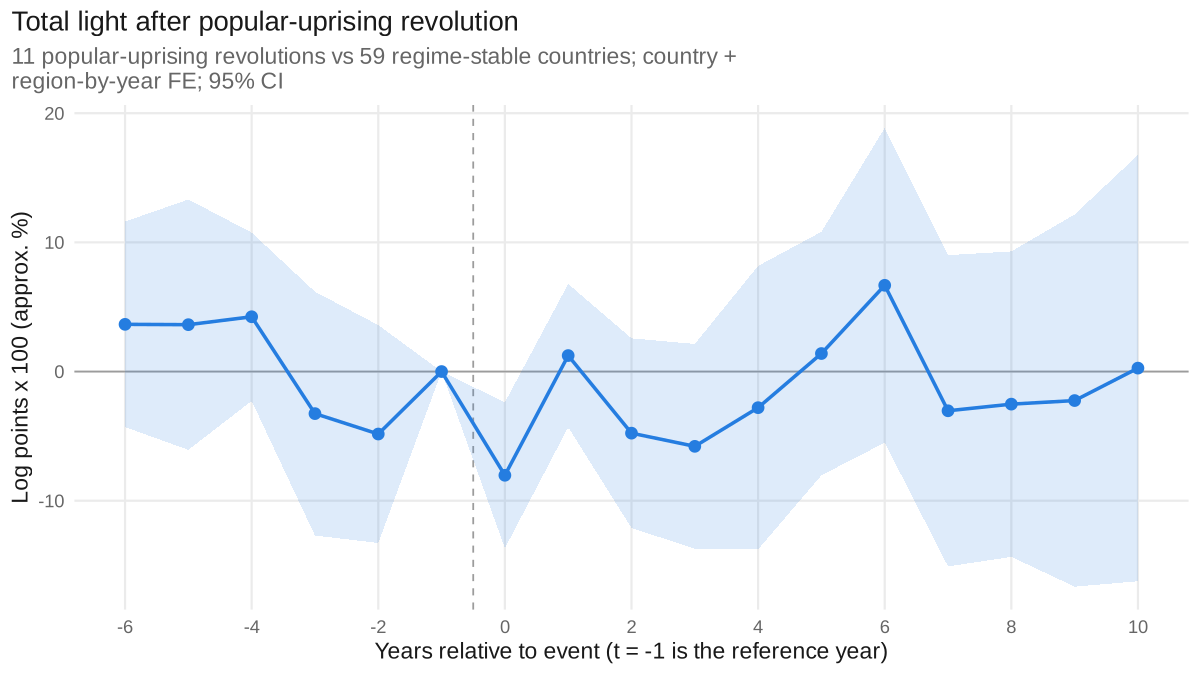 Total light after popular-uprising revolution
11 popular-uprising revolutions vs 59 regime-stable countries; country +
region-by-year FE; 95% CI
Log points x 100 (approx. %)
20
10
0
-10
-6
-4
-2
0
2
4
6
8
10
Years relative to event (t = -1 is the reference year)